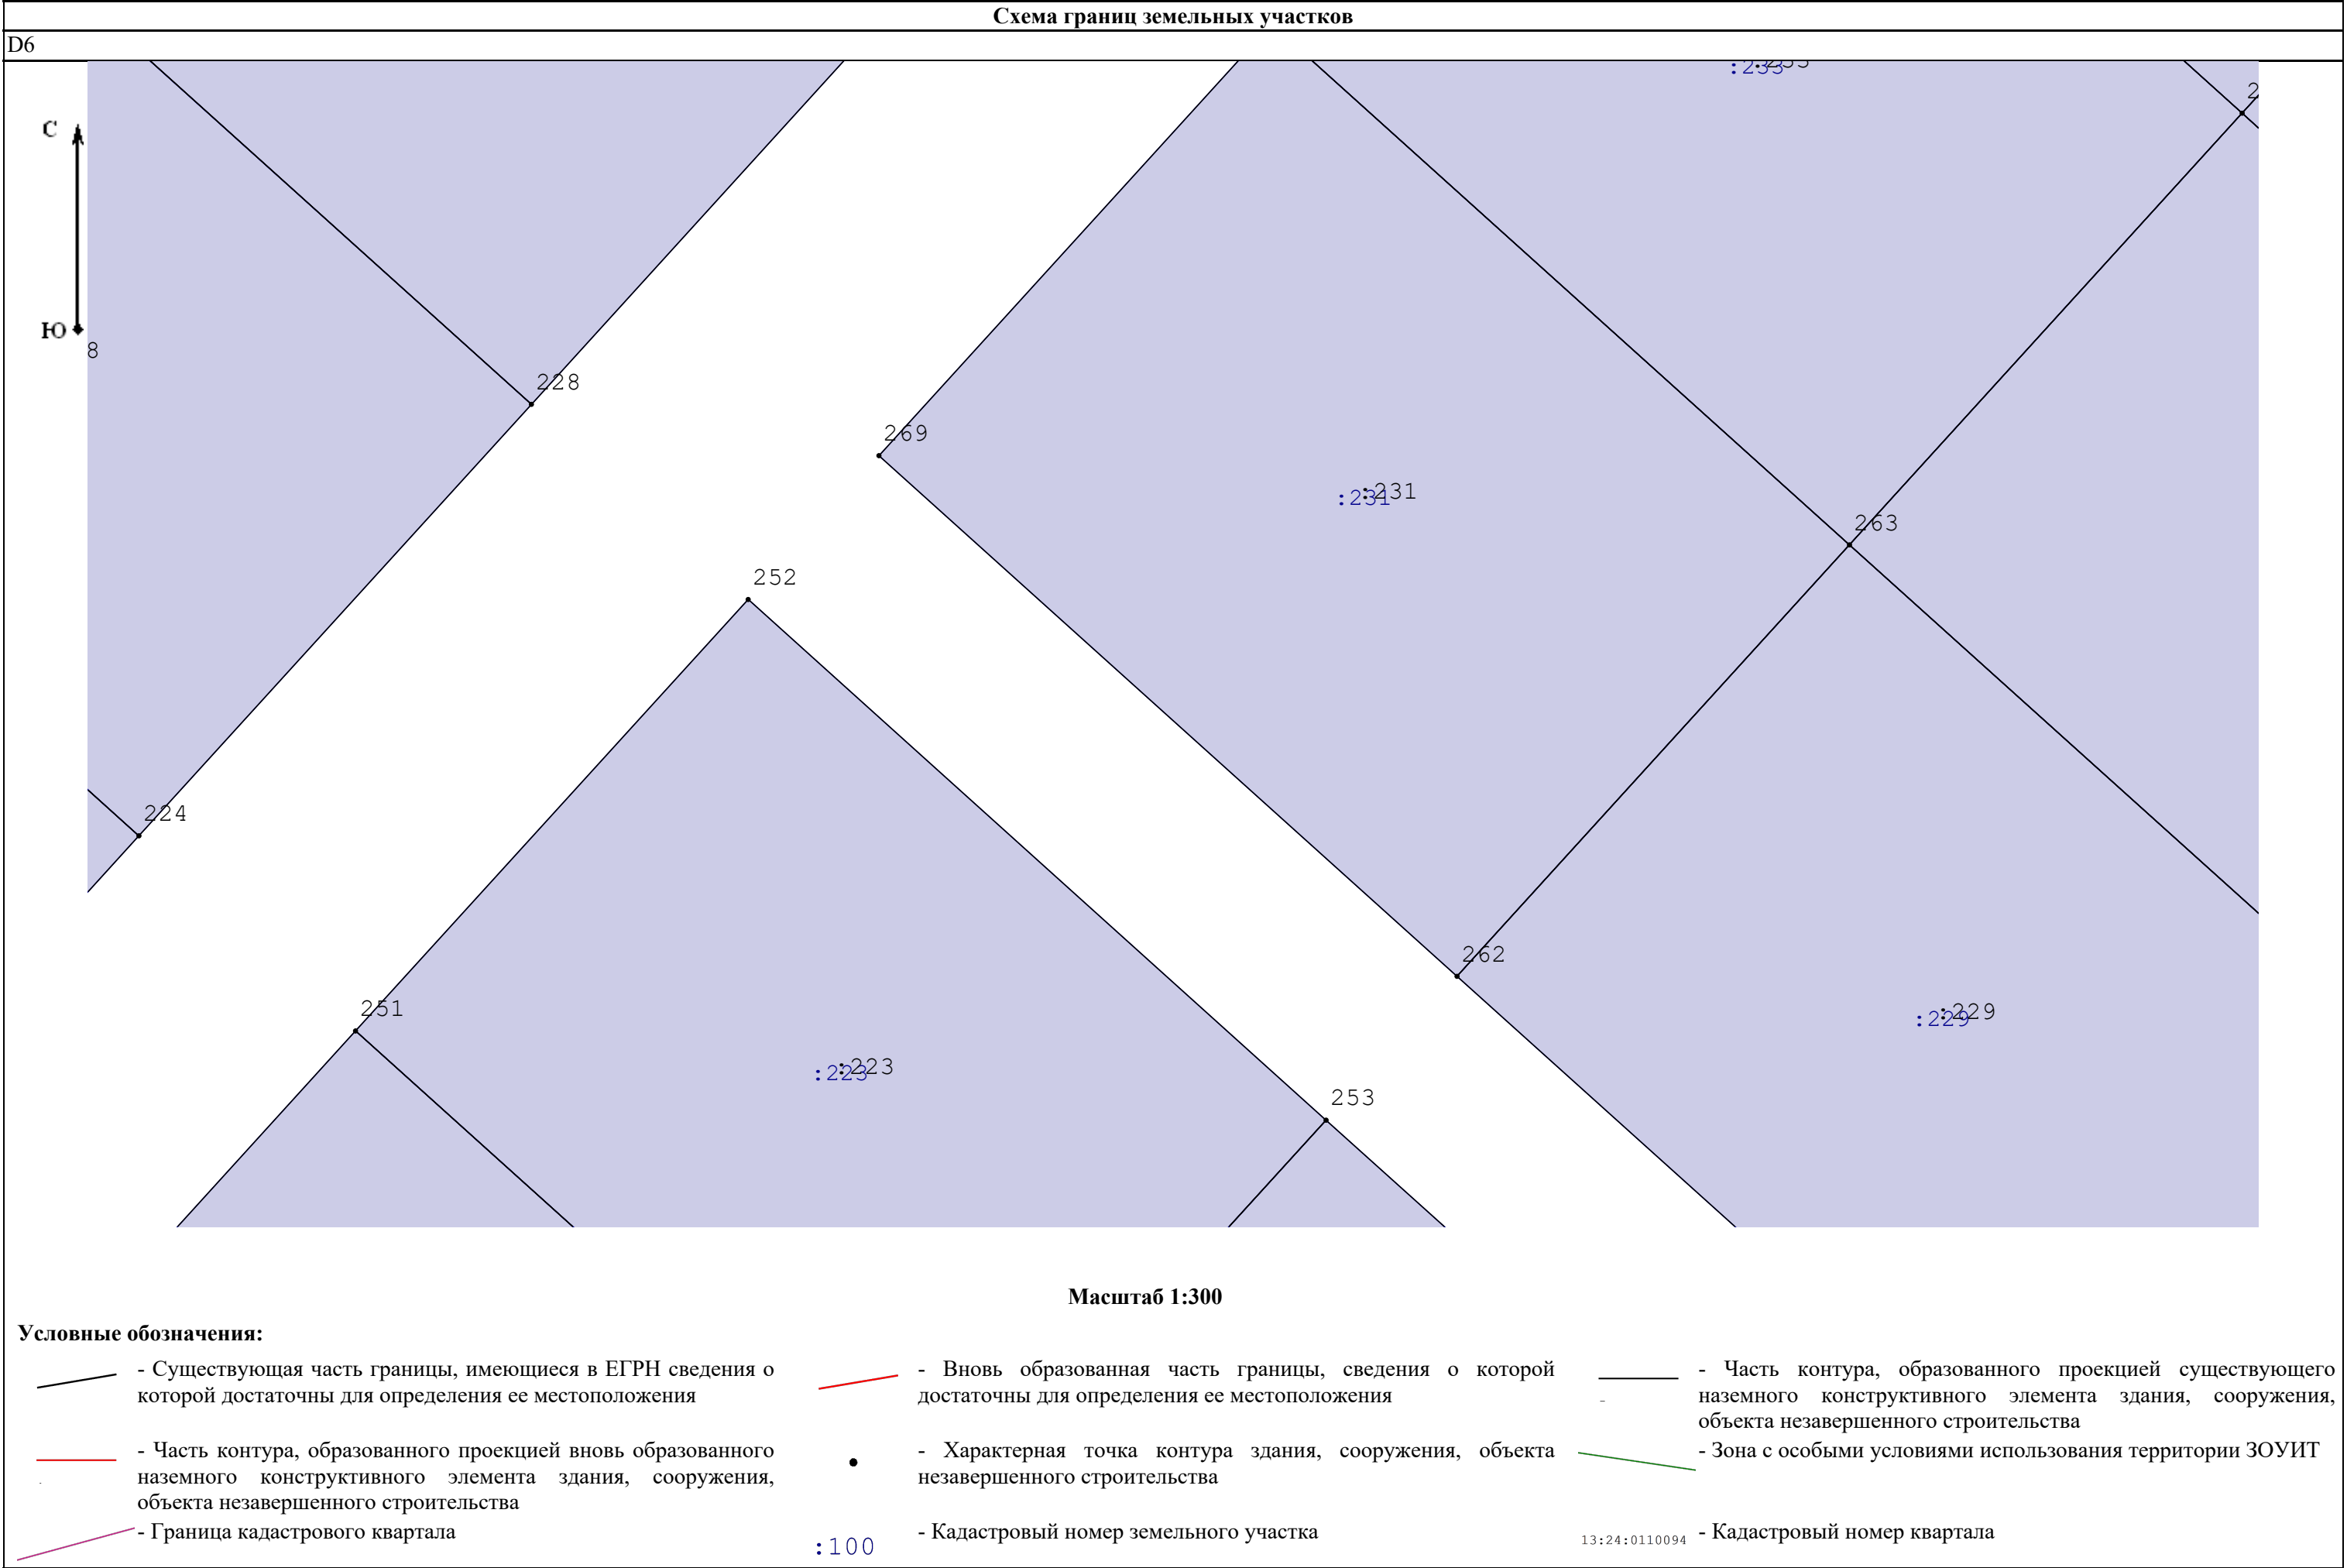 Схема границ земельных участков
D6
:233
:233
2
С
Ю
8
228
269
:231
:231
263
252
224
262
251
:229
:229
:223
:223
253
Масштаб 1:300
Условные обозначения:
- Существующая часть границы, имеющиеся в ЕГРН сведения о
которой достаточны для определения ее местоположения
- Вновь образованная часть границы, сведения о которой
достаточны для определения ее местоположения
- Часть контура, образованного проекцией существующего
наземного конструктивного элемента здания, сооружения,
объекта незавершенного строительства
- Часть контура, образованного проекцией вновь образованного
наземного конструктивного элемента здания, сооружения,
объекта незавершенного строительства
- Характерная точка контура здания, сооружения, объекта
незавершенного строительства
- Зона с особыми условиями использования территории ЗОУИТ
- Граница кадастрового квартала
:100
- Кадастровый номер земельного участка
13:24:0110094
- Кадастровый номер квартала